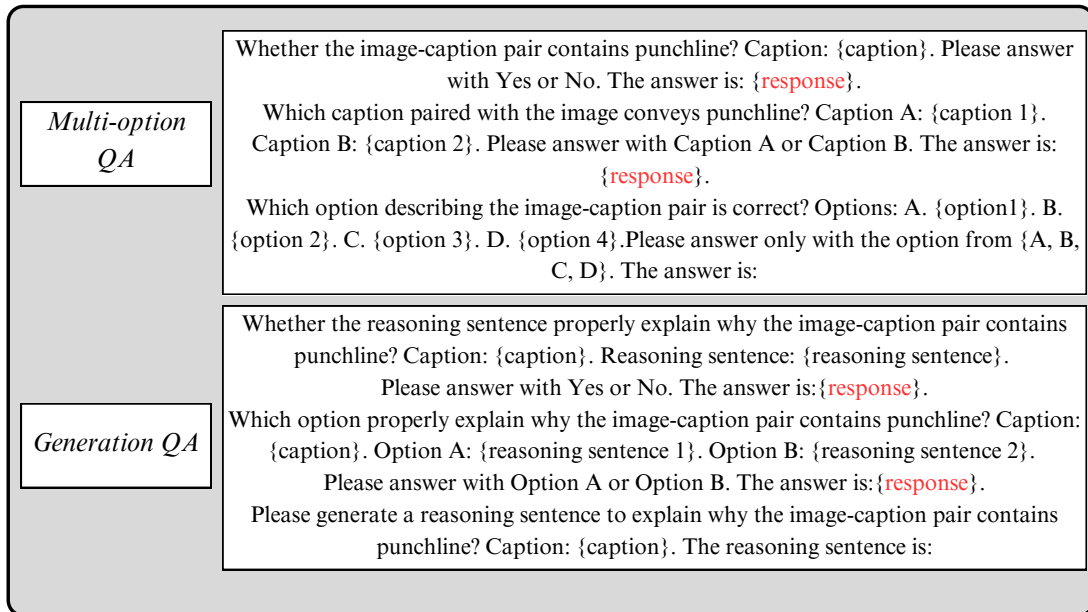 Multi-option
QA
Whether the image-caption pair contains punchline? Caption: {caption}. Please answer
with Yes or No. The answer is: {response}.
Which caption paired with the image conveys punchline? Caption A: {caption 1}.
Caption B: {caption 2}. Please answer with Caption A or Caption B. The answer is:
{response}.
Which option describing the image-caption pair is correct? Options: A. {option1}. B.
{option 2}. C. {option 3}. D. {option 4}.Please answer only with the option from {A, B,
C, D}. The answer is:
Generation QA
Whether the reasoning sentence properly explain why the image-caption pair contains
punchline? Caption: {caption}. Reasoning sentence: {reasoning sentence}.
Please answer with Yes or No. The answer is:{response}.
Which option properly explain why the image-caption pair contains punchline? Caption:
{caption}. Option A: {reasoning sentence 1}. Option B: {reasoning sentence 2}.
Please answer with Option A or Option B. The answer is:{response}.
Please generate a reasoning sentence to explain why the image-caption pair contains
punchline? Caption: {caption}. The reasoning sentence is: